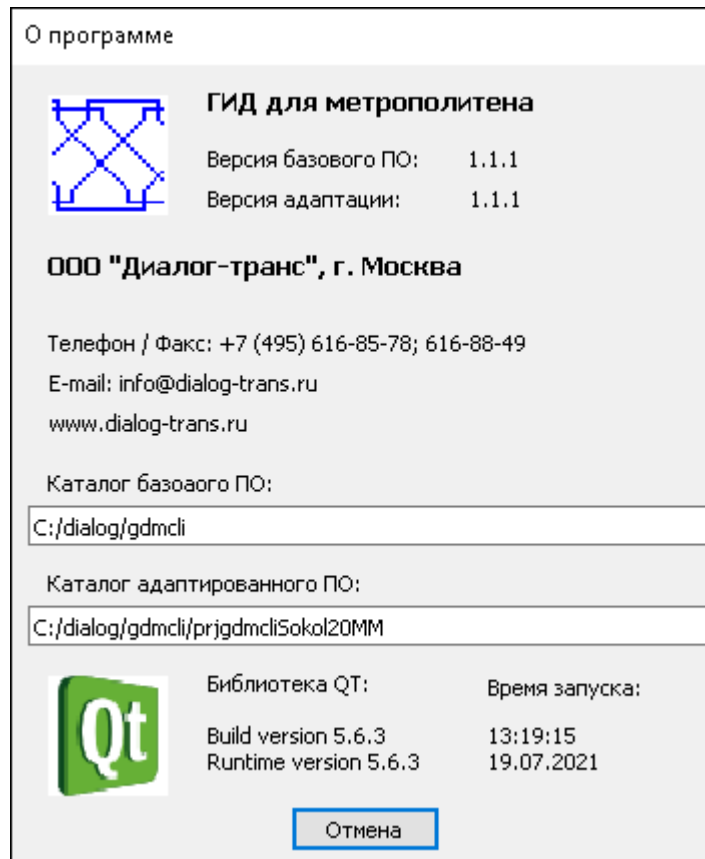 О программе
ГИД для метрополитена
Версия базового ПО: 1.1.1
Версия адаптации: 1.1.1
ООО "Диалог-транс", г. Москва
Телефон / Факс: +7 (495) 616-85-78; 616-88-49
E-mail: info@dialog-trans.ru
www.dialog-trans.ru
Каталог базоаого ПО:
C:/dialog/gdmcli
Каталог адаптированного ПО:
C:/dialog/gdmcli/prjgdmcliSokol20MM
Qt
Библиотека QT: Время запуска:
Build version 5.6.3 13:19:15
Runtime version 5.6.3 19.07.2021
Отмена